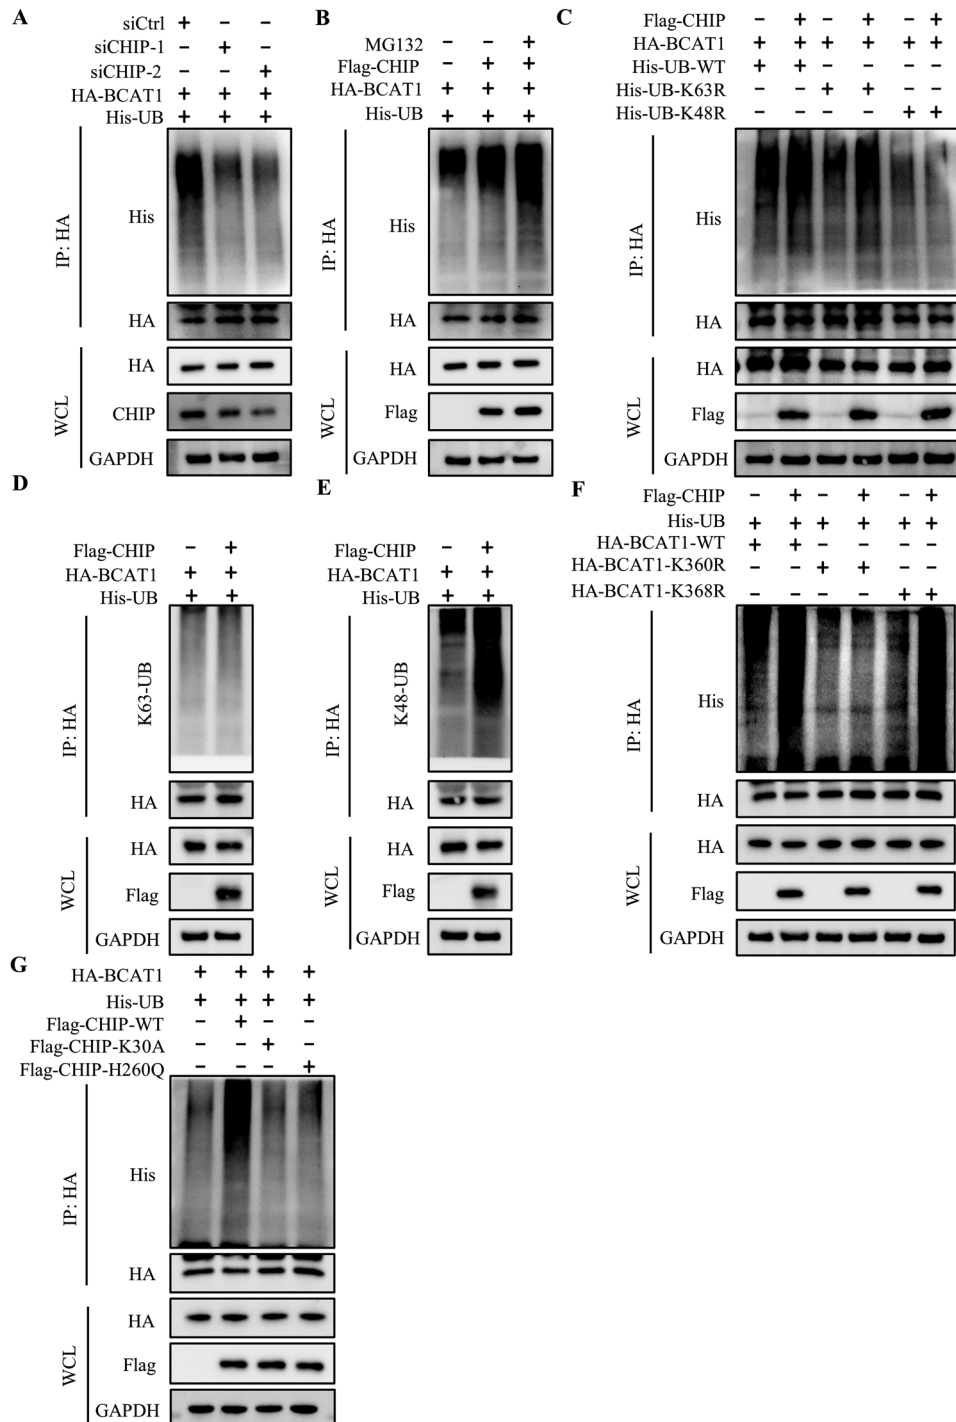 A
siCtrl + – –
siCHIP-1 – + –
siCHIP-2 – – +
HA-BCAT1 + + +
His-UB + + +
IP: HA
His
HA
WCL
HA
CHIP
GAPDH
B
MG132 – – +
Flag-CHIP – + +
HA-BCAT1 + + +
His-UB + + +
IP: HA
His
HA
WCL
HA
Flag
GAPDH
C
Flag-CHIP – + – + – +
HA-BCAT1 + + + + + +
His-UB-WT + + – – – –
His-UB-K63R – – + + – –
His-UB-K48R – – – – + +
IP: HA
His
HA
WCL
HA
Flag
GAPDH
D
Flag-CHIP – +
HA-BCAT1 + +
His-UB + +
IP: HA
K63-UB
HA
WCL
HA
Flag
GAPDH
E
Flag-CHIP – +
HA-BCAT1 + +
His-UB + +
IP: HA
K48-UB
HA
WCL
HA
Flag
GAPDH
F
Flag-CHIP – + – + – +
His-UB + + + + + +
HA-BCAT1-WT + + – – – –
HA-BCAT1-K360R – – + + – –
HA-BCAT1-K368R – – – – + +
IP: HA
His
HA
WCL
HA
Flag
GAPDH
G
HA-BCAT1 + + + +
His-UB + + + +
Flag-CHIP-WT – + – –
Flag-CHIP-K30A – – + –
Flag-CHIP-H260Q – – – +
IP: HA
His
HA
WCL
HA
Flag
GAPDH